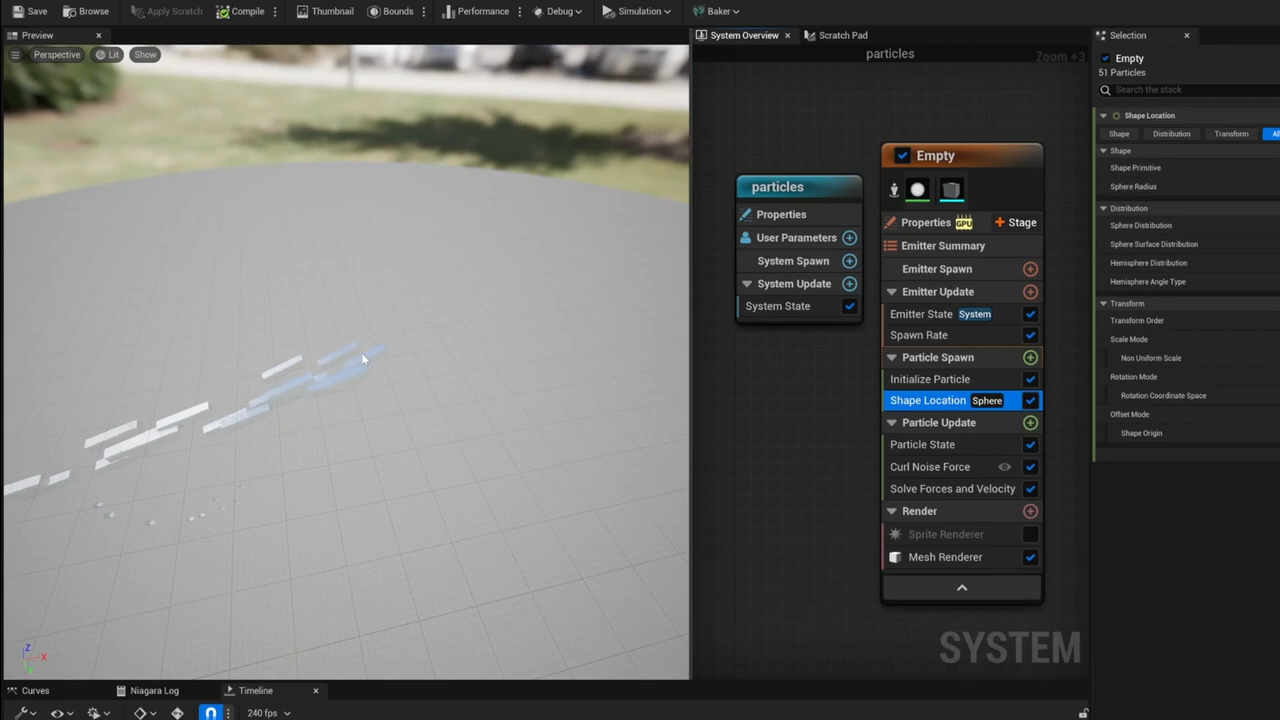 Save Browse Apply Scratch Compile Thumbnail Bounds Performance Debug Simulation Baker
Preview
Perspective Lit Show
System Overview Scratch Pad
particles
Zoom +3
particles
Properties
User Parameters
System Spawn
System Update
System State
Empty
Properties GPU Stage
Emitter Summary
Emitter Spawn
Emitter Update
Emitter State System
Spawn Rate
Particle Spawn
Initialize Particle
Shape Location Sphere
Particle Update
Particle State
Curl Noise Force
Solve Forces and Velocity
Render
Sprite Renderer
Mesh Renderer
SYSTEM
Selection
Empty
51 Particles
Search the stack
Shape Location
Shape Distribution Transform
Shape
Shape Primitive
Sphere Radius
Distribution
Sphere Distribution
Sphere Surface Distribution
Hemisphere Distribution
Hemisphere Angle Type
Transform
Transform Order
Scale Mode
Non Uniform Scale
Rotation Mode
Rotation Coordinate Space
Offset Mode
Shape Origin
Z
X
Y
Curves Niagara Log Timeline
240 fps